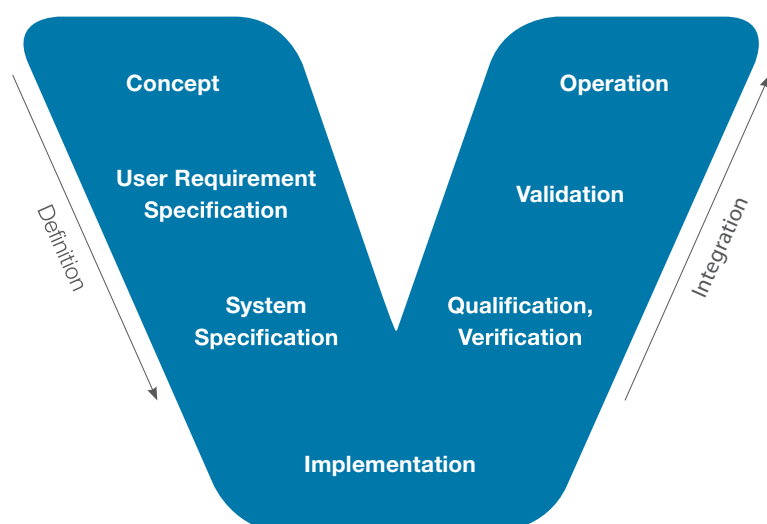 Concept
Operation
User Requirement
Specification
Validation
Definition
Integration
System
Specification
Qualification,
Verification
Implementation